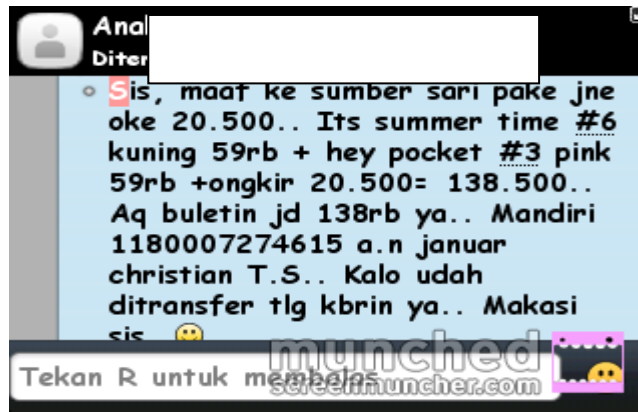 Anal
Diter
Sis, maaf ke sumber sari pake jne
oke 20.500.. Its summer time #6
kuning 59rb + hey pocket #3 pink
59rb +ongkir 20.500= 138.500..
Aq buletin jd 138rb ya.. Mandiri
1180007274615 a.n januar
christian T.S.. Kalo udah
ditransfer tlg kbrin ya.. Makasi
sis..
Tekan R untuk membalas
munched
screenmuncher.com